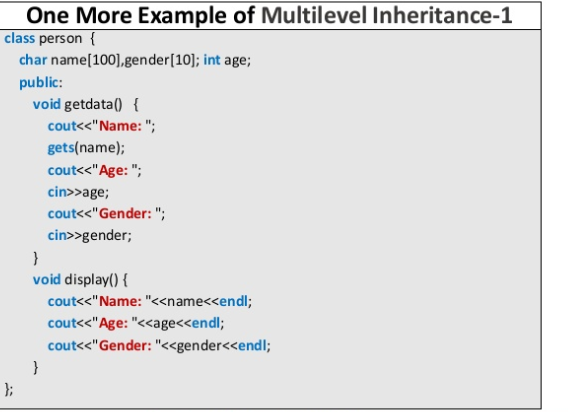 One More Example of Multilevel Inheritance-1
class person {
char name[100],gender[10]; int age;
public:
void getdata() {
cout<<"Name: ";
gets(name);
cout<<"Age: ";
cin>>age;
cout<<"Gender: ";
cin>>gender;
}
void display() {
cout<<"Name: "<<name<<endl;
cout<<"Age: "<<age<<endl;
cout<<"Gender: "<<gender<<endl;
}
};